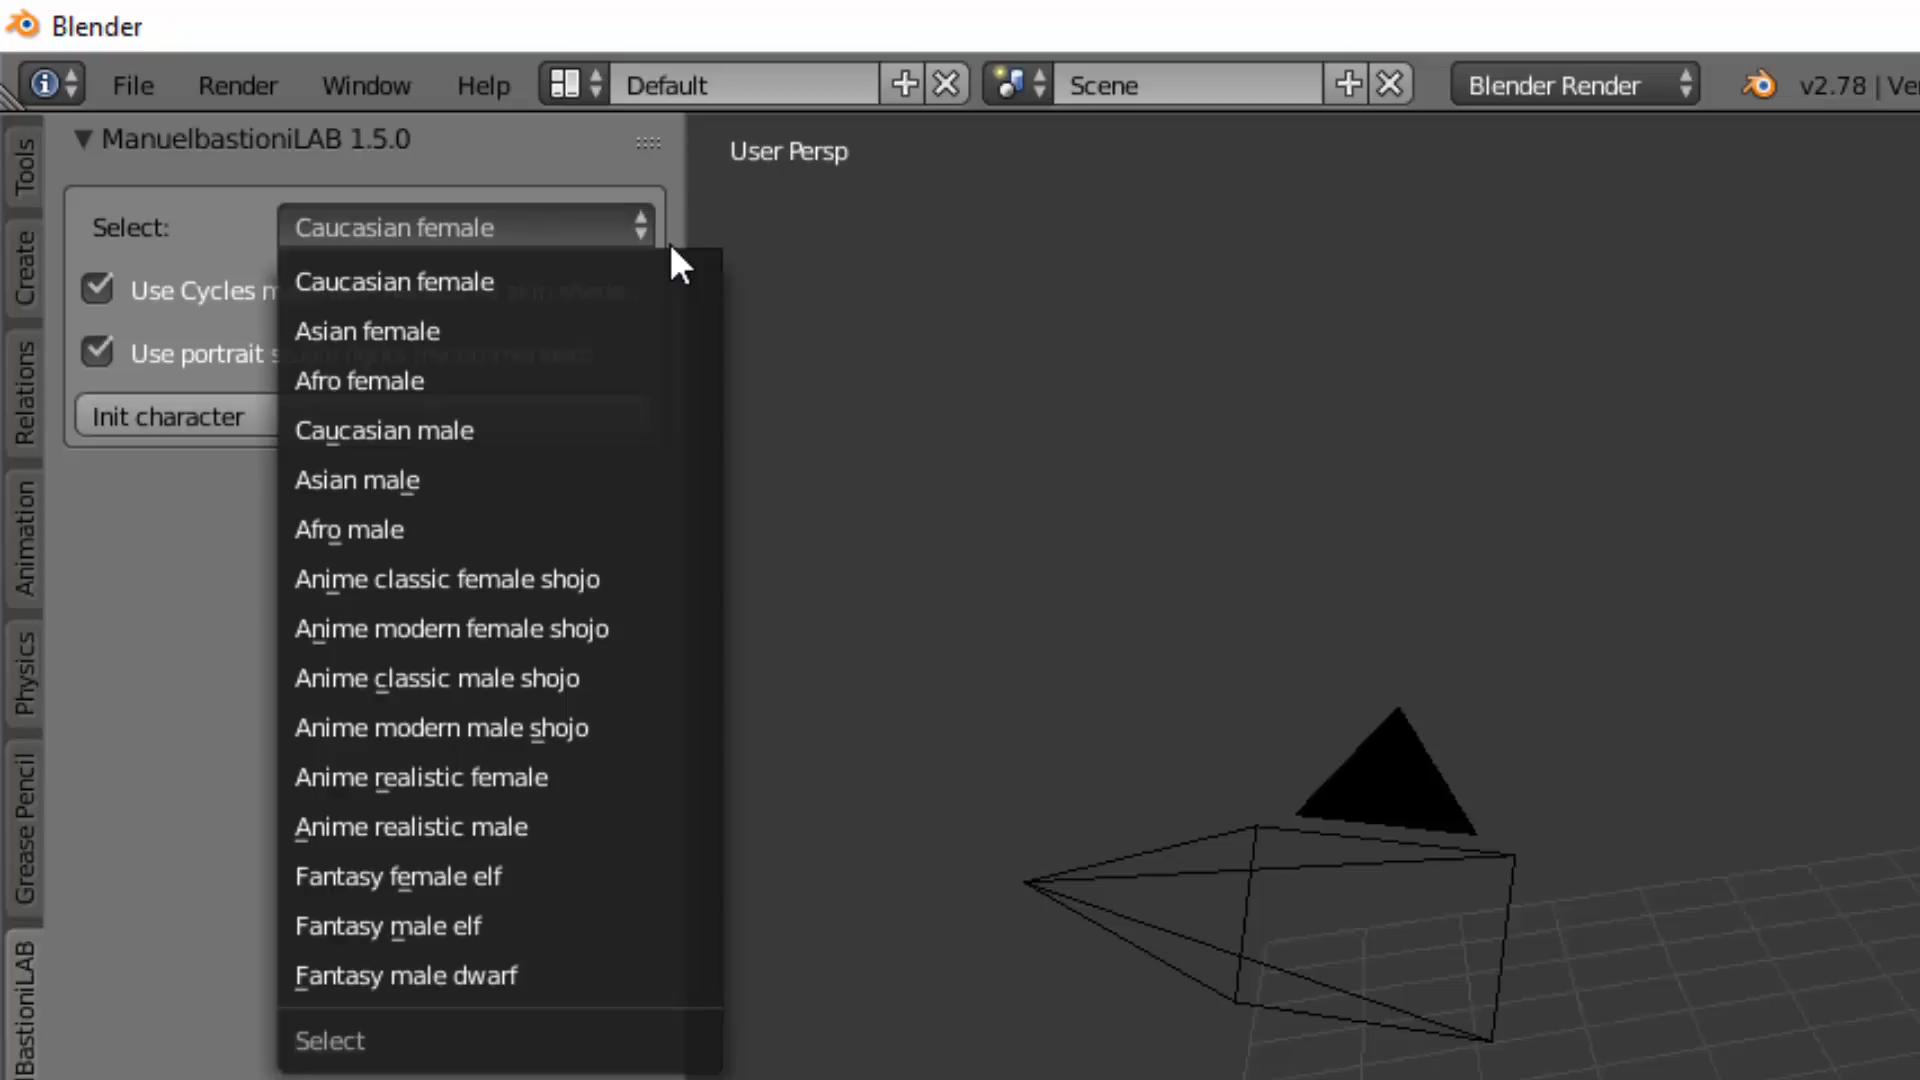 Blender
File Render Window Help Default Scene Blender Render v2.78 |
ManuelbastioniLAB 1.5.0
User Persp
Select: Caucasian female
Use Cycles
Use portrait
Init character
Caucasian female
Asian female
Afro female
Caucasian male
Asian male
Afro male
Anime classic female shojo
Anime modern female shojo
Anime classic male shojo
Anime modern male shojo
Anime realistic female
Anime realistic male
Fantasy female elf
Fantasy male elf
Fantasy male dwarf
Select
Tools
Create
Relations
Animation
Physics
Grease Pencil
BastioniLAB